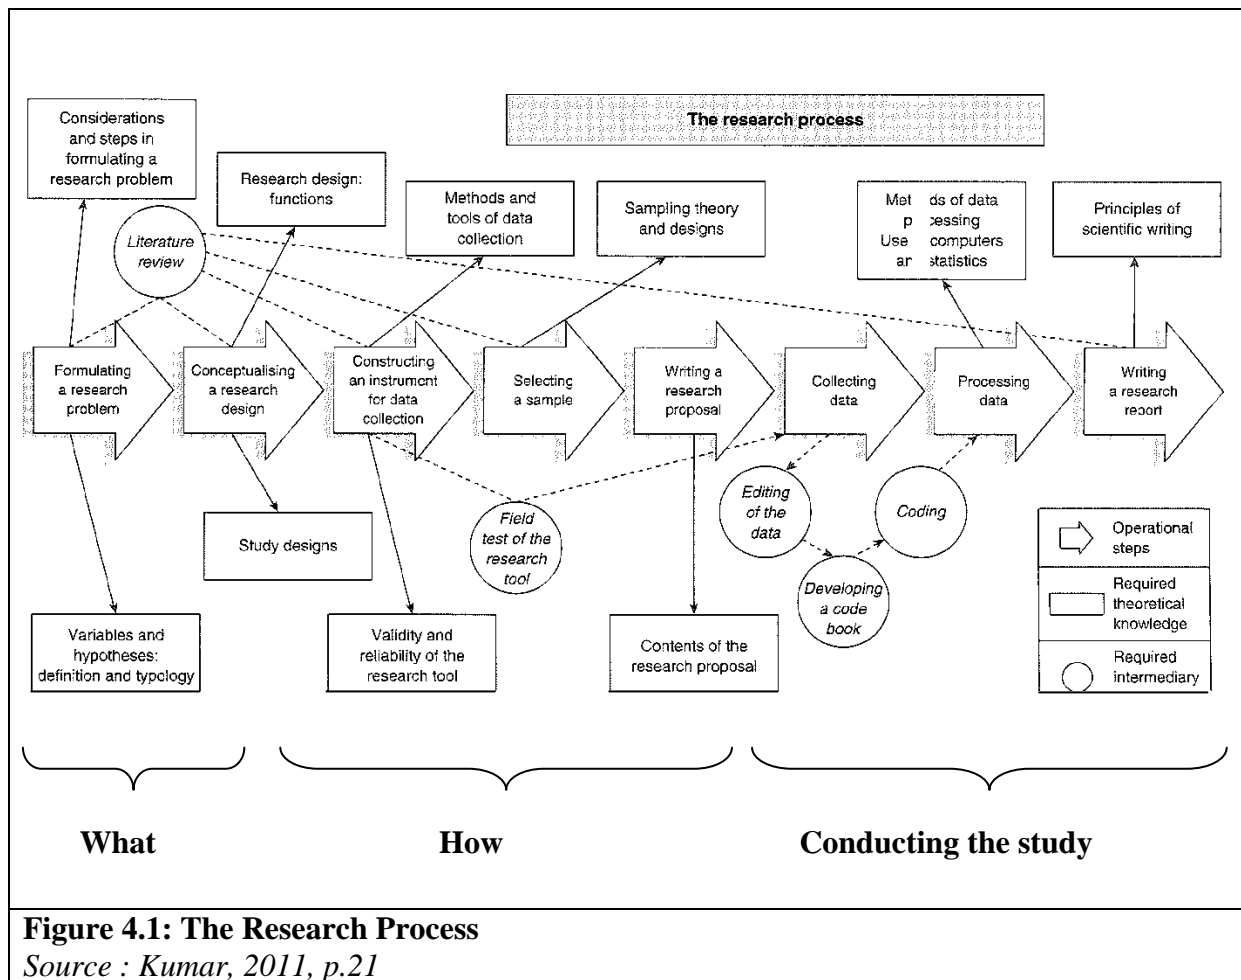 The research process
Considerations
and steps in
formulating a
research problem
Literature
review
Research design:
functions
Methods and
tools of data
collection
Sampling theory
and designs
Met ds of data
p cessing
Use computers
an statistics
Principles of
scientific writing
Formulating
a research
problem
Conceptualising
a research
design
Constructing
an instrument
for data
collection
Selecting
a sample
Writing a
research
proposal
Collecting
data
Processing
data
Writing
a research
report
Study designs
Field
test of the
research
tool
Editing
of the
data
Coding
Developing
a code
book
Variables and
hypotheses:
definition and typology
Validity and
reliability of the
research tool
Contents of the
research proposal
Operational
steps
Required
theoretical
knowledge
Required
intermediary
What
How
Conducting the study
Figure 4.1: The Research Process
Source : Kumar, 2011, p.21